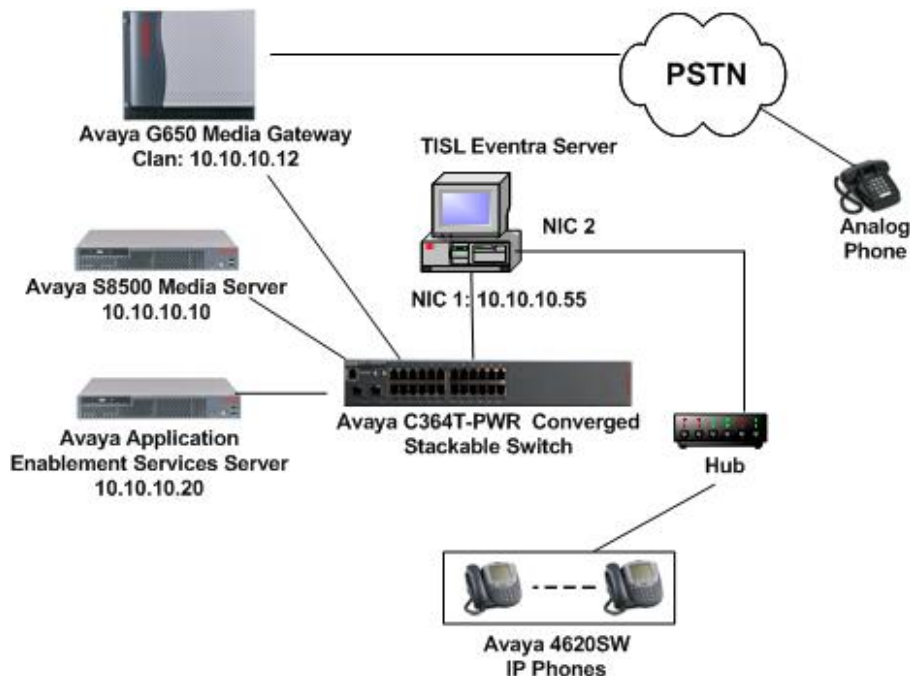 PSTN
Avaya G650 Media Gateway
Clan: 10.10.10.12
TISL Eventra Server
NIC 2
Analog
Phone
Avaya S8500 Media Server
10.10.10.10
NIC 1: 10.10.10.55
Avaya C364T-PWR Converged
Stackable Switch
Avaya Application
Enablement Services Server
10.10.10.20
Hub
Avaya 4620SW
IP Phones